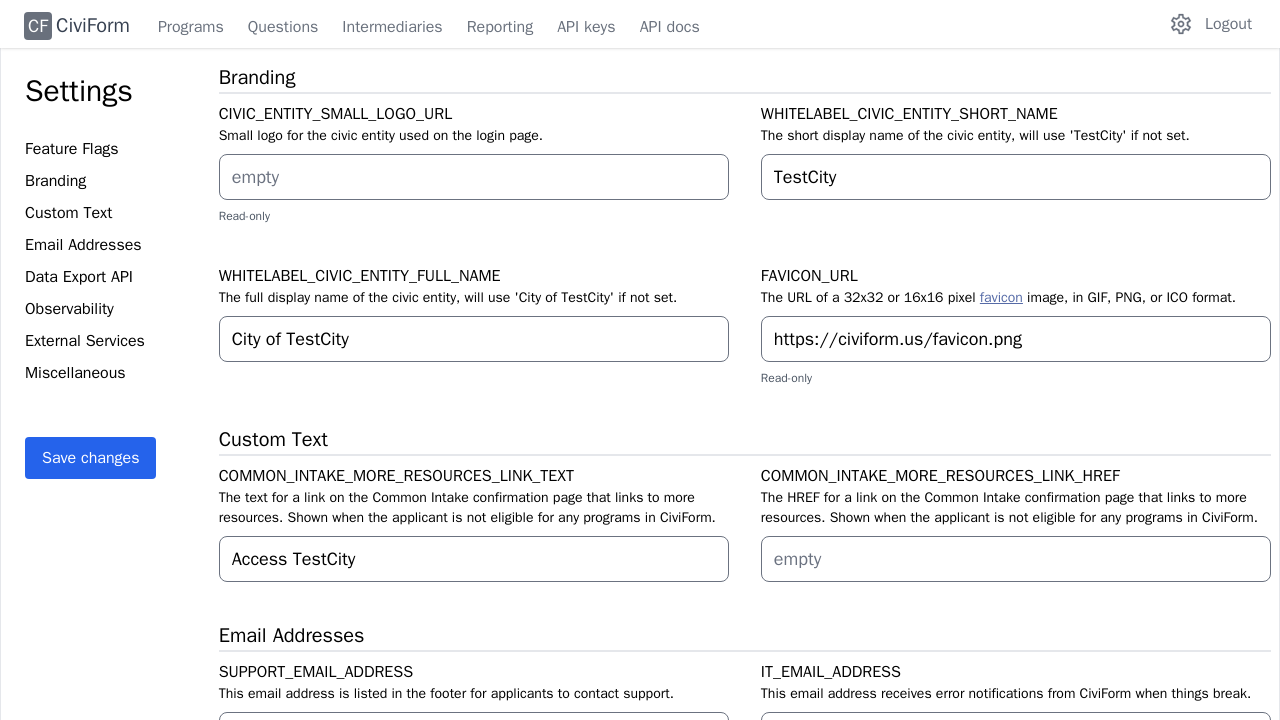 CF CiviForm Programs Questions Intermediaries Reporting API keys API docs Logout
Settings
Feature Flags
Branding
Custom Text
Email Addresses
Data Export API
Observability
External Services
Miscellaneous
Save changes
Branding
CIVIC_ENTITY_SMALL_LOGO_URL
Small logo for the civic entity used on the login page.
empty
Read-only
WHITELABEL_CIVIC_ENTITY_SHORT_NAME
The short display name of the civic entity, will use 'TestCity' if not set.
TestCity
WHITELABEL_CIVIC_ENTITY_FULL_NAME
The full display name of the civic entity, will use 'City of TestCity' if not set.
City of TestCity
FAVICON_URL
The URL of a 32x32 or 16x16 pixel favicon image, in GIF, PNG, or ICO format.
https://civiform.us/favicon.png
Read-only
Custom Text
COMMON_INTAKE_MORE_RESOURCES_LINK_TEXT
The text for a link on the Common Intake confirmation page that links to more
resources. Shown when the applicant is not eligible for any programs in CiviForm.
Access TestCity
COMMON_INTAKE_MORE_RESOURCES_LINK_HREF
The HREF for a link on the Common Intake confirmation page that links to more
resources. Shown when the applicant is not eligible for any programs in CiviForm.
empty
Email Addresses
SUPPORT_EMAIL_ADDRESS
This email address is listed in the footer for applicants to contact support.
IT_EMAIL_ADDRESS
This email address receives error notifications from CiviForm when things break.